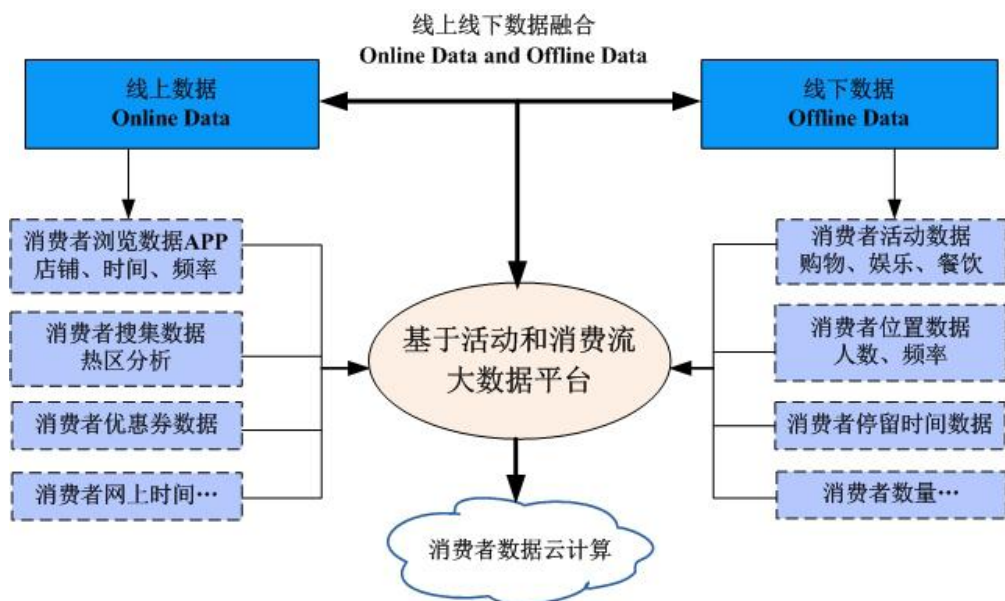 线上线下数据融合
Online Data and Offline Data
线上数据
Online Data
线下数据
Offline Data
消费者浏览数据APP
店铺、时间、频率
消费者搜集数据
热区分析
消费者优惠券数据
消费者网上时间…
基于活动和消费流
大数据平台
消费者活动数据
购物、娱乐、餐饮
消费者位置数据
人数、频率
消费者停留时间数据
消费者数量…
消费者数据云计算